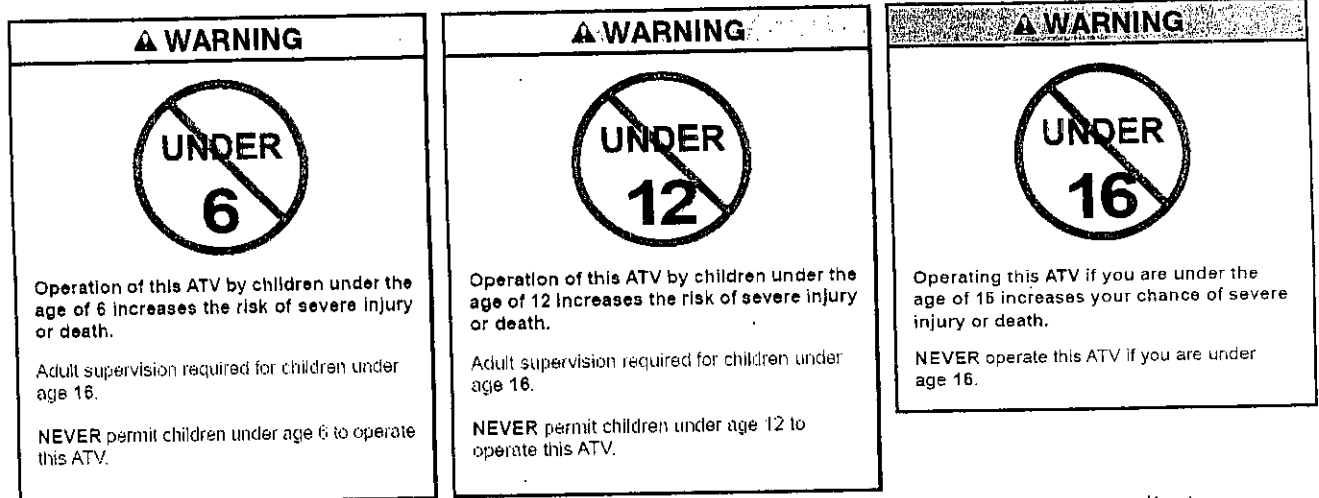 WARNING
UNDER
6
Operation of this ATV by children under the
age of 6 increases the risk of severe injury
or death.
Adult supervision required for children under
age 16.
NEVER permit children under age 6 to operate
this ATV.
WARNING
UNDER
12
Operation of this ATV by children under the
age of 12 increases the risk of severe injury
or death.
Adult supervision required for children under
age 16.
NEVER permit children under age 12 to
operate this ATV.
WARNING
UNDER
16
Operating this ATV if you are under the
age of 16 increases your chance of severe
injury or death.
NEVER operate this ATV if you are under
age 16.